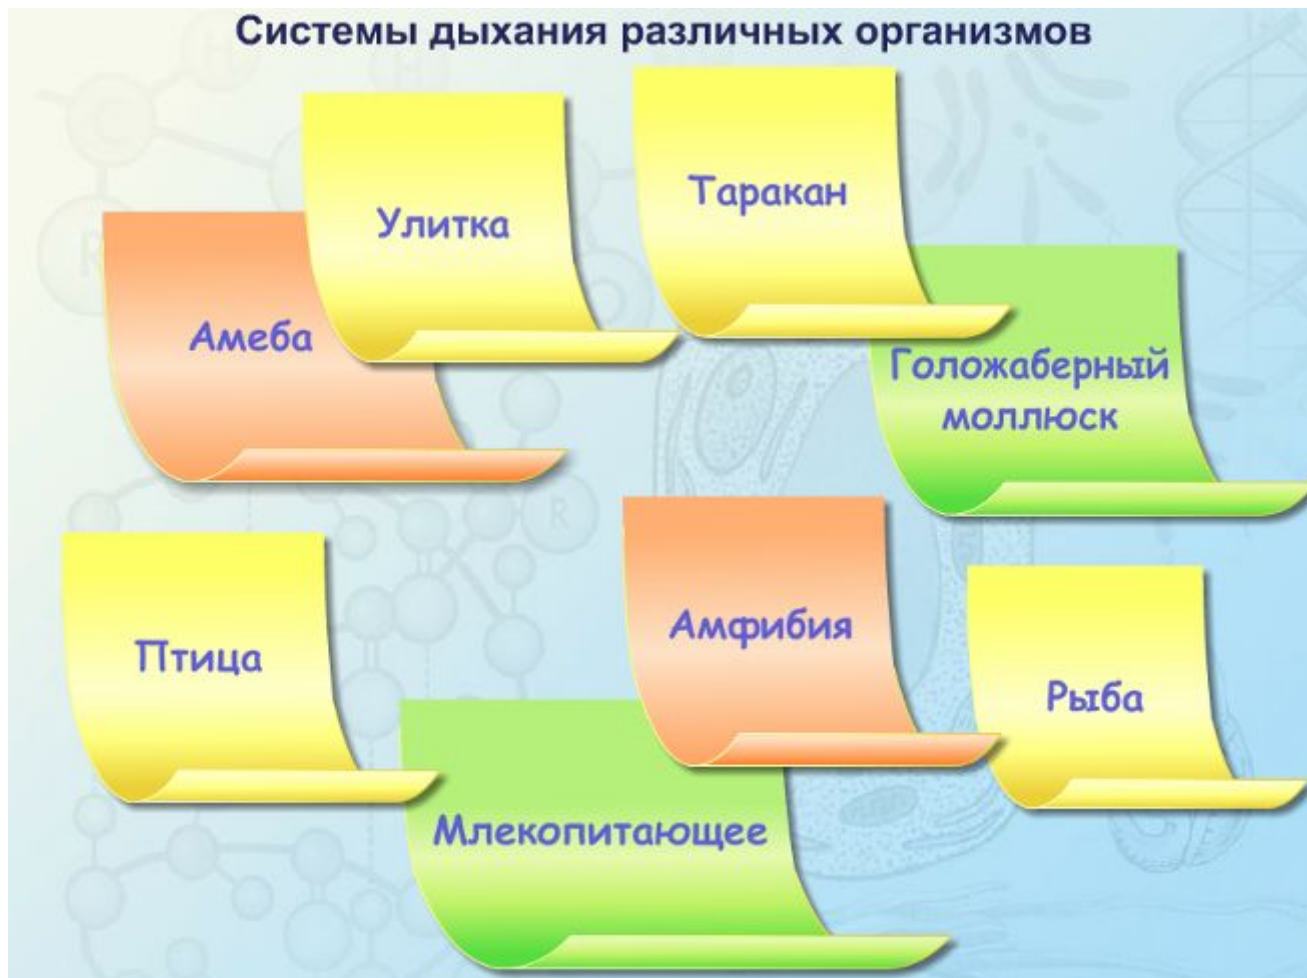 Системы дыхания различных организмов
Улитка
Таракан
Амеба
Голожаберный
моллюск
Птица
Амфибия
Рыба
Млекопитающее